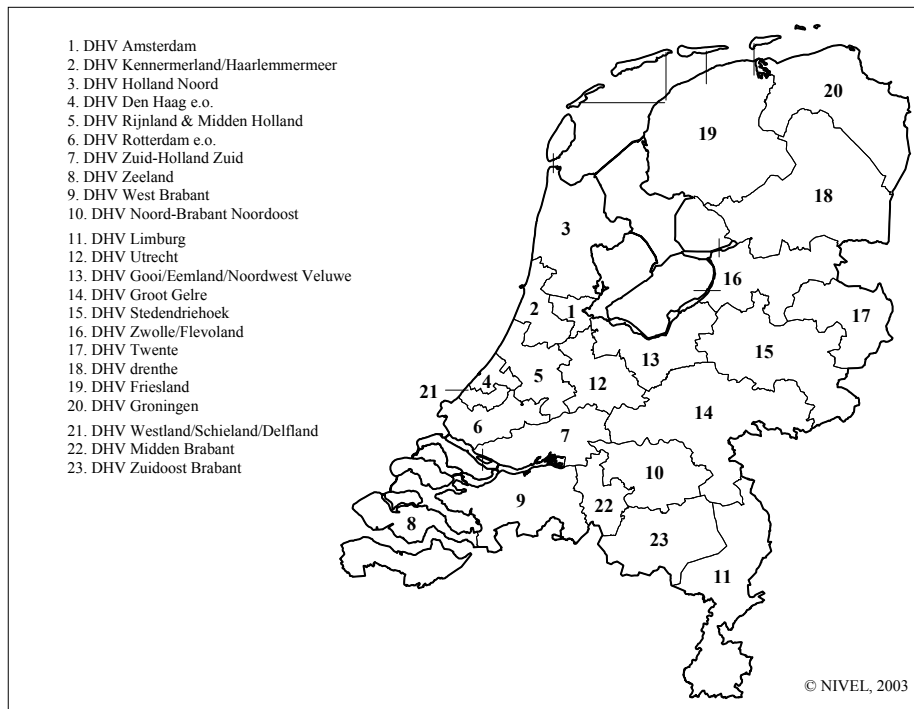 1. DHV Amsterdam
2. DHV Kennermerland/Haarlemmermeer
3. DHV Holland Noord
4. DHV Den Haag e.o.
5. DHV Rijnland & Midden Holland
6. DHV Rotterdam e.o.
7. DHV Zuid-Holland Zuid
8. DHV Zeeland
9. DHV West Brabant
10. DHV Noord-Brabant Noordoost
11. DHV Limburg
12. DHV Utrecht
13. DHV Gooi/Eemland/Noordwest Veluwe
14. DHV Groot Gelre
15. DHV Stedendriehoek
16. DHV Zwolle/Flevoland
17. DHV Twente
18. DHV drenthe
19. DHV Friesland
20. DHV Groningen
21. DHV Westland/Schieland/Delfland
22. DHV Midden Brabant
23. DHV Zuidoost Brabant
20
19
18
3
16
2
1
17
13
15
4
5
12
21
14
6
7
10
9
22
8
23
11
© NIVEL, 2003